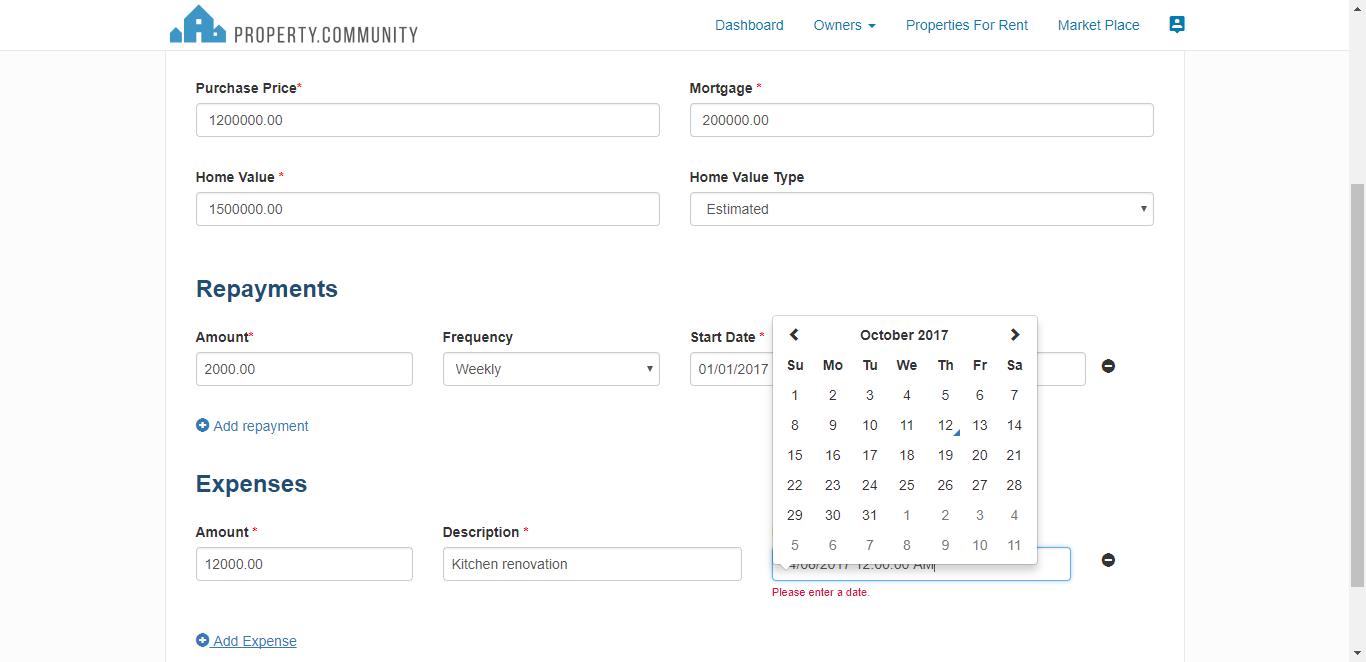 PROPERTY.COMMUNITY Dashboard Owners Properties For Rent Market Place
Purchase Price* Mortgage *
1200000.00 200000.00
Home Value * Home Value Type
1500000.00 Estimated
Repayments
Amount* Frequency Start Date *
2000.00 Weekly 01/01/2017
Add repayment
October 2017
Su Mo Tu We Th Fr Sa
1 2 3 4 5 6 7
8 9 10 11 12 13 14
15 16 17 18 19 20 21
22 23 24 25 26 27 28
29 30 31 1 2 3 4
5 6 7 8 9 10 11
Expenses
Amount * Description *
12000.00 Kitchen renovation 12:00:00 AM
Please enter a date.
Add Expense